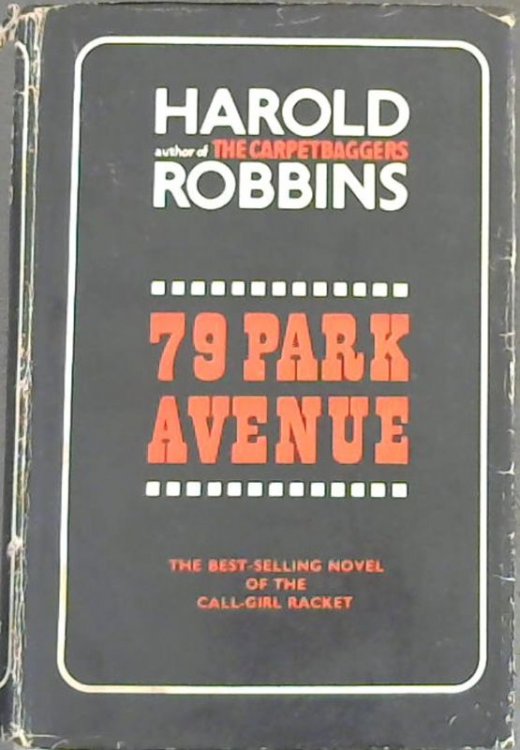 HAROLD
author of THE CARPETBAGGERS
ROBBINS
79 PARK
AVENUE
THE BEST-SELLING NOVEL
OF THE
CALL-GIRL RACKET